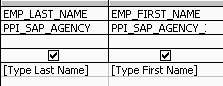 EMP_LAST_NAME EMP_FIRST_NAME
PPI_SAP_AGENCY PPI_SAP_AGENCY_
[Type Last Name] [Type First Name]